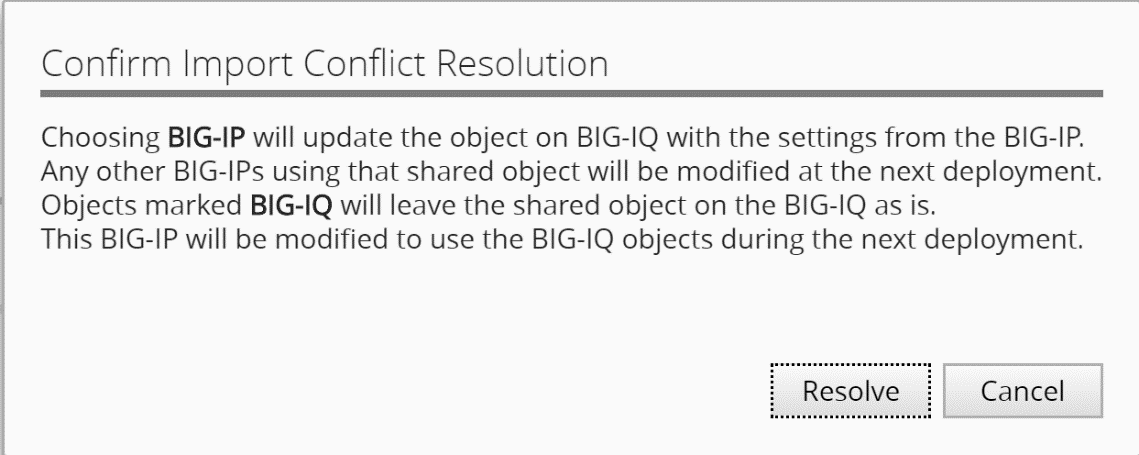 Confirm Import Conflict Resolution
Choosing BIG-IP will update the object on BIG-IQ with the settings from the BIG-IP.
Any other BIG-IPs using that shared object will be modified at the next deployment.
Objects marked BIG-IQ will leave the shared object on the BIG-IQ as is.
This BIG-IP will be modified to use the BIG-IQ objects during the next deployment.
Resolve Cancel